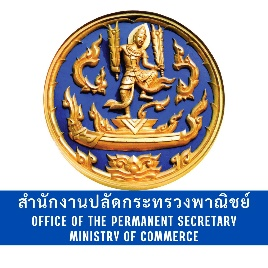 สำนักงานปลัดกระทรวงพาณิชย์
OFFICE OF THE PERMANENT SECRETARY
MINISTRY OF COMMERCE